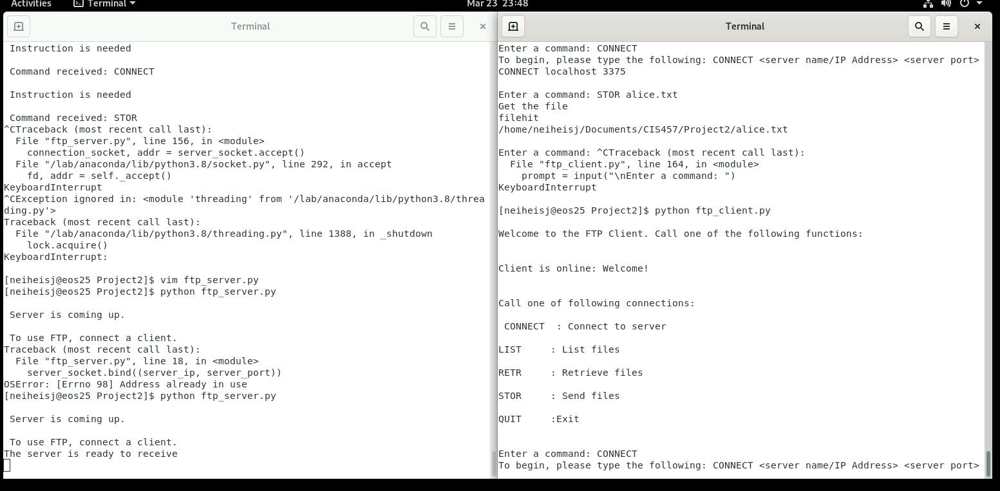 Activities
Terminal
Mar 23 23:48
Terminal
Instruction is needed
Command received: CONNECT
Instruction is needed
Command received: STOR
^CTraceback (most recent call last):
File "ftp_server.py", line 156, in <module>
connection_socket, addr = server_socket.accept()
File "/lab/anaconda/lib/python3.8/socket.py", line 292, in accept
fd, addr = self._accept()
KeyboardInterrupt
^CException ignored in: <module 'threading' from '/lab/anaconda/lib/python3.8/threa
ding.py'>
Traceback (most recent call last):
File "/lab/anaconda/lib/python3.8/threading.py", line 1388, in _shutdown
lock.acquire()
KeyboardInterrupt:
[neiheisj@eos25 Project2]$ vim ftp_server.py
[neiheisj@eos25 Project2]$ python ftp_server.py
Server is coming up.
To use FTP, connect a client.
Traceback (most recent call last):
File "ftp_server.py", line 18, in <module>
server_socket.bind((server_ip, server_port))
OSError: [Errno 98] Address already in use
[neiheisj@eos25 Project2]$ python ftp_server.py
Server is coming up.
To use FTP, connect a client.
The server is ready to receive
Terminal
Enter a command: CONNECT
To begin, please type the following: CONNECT <server name/IP Address> <server port>
CONNECT localhost 3375
Enter a command: STOR alice.txt
Get the file
filehit
/home/neiheisj/Documents/CIS457/Project2/alice.txt
Enter a command: ^CTraceback (most recent call last):
File "ftp_client.py", line 164, in <module>
prompt = input("\nEnter a command: ")
KeyboardInterrupt
[neiheisj@eos25 Project2]$ python ftp_client.py
Welcome to the FTP Client. Call one of the following functions:
Client is online: Welcome!
Call one of following connections:
CONNECT : Connect to server
LIST : List files
RETR : Retrieve files
STOR : Send files
QUIT :Exit
Enter a command: CONNECT
To begin, please type the following: CONNECT <server name/IP Address> <server port>